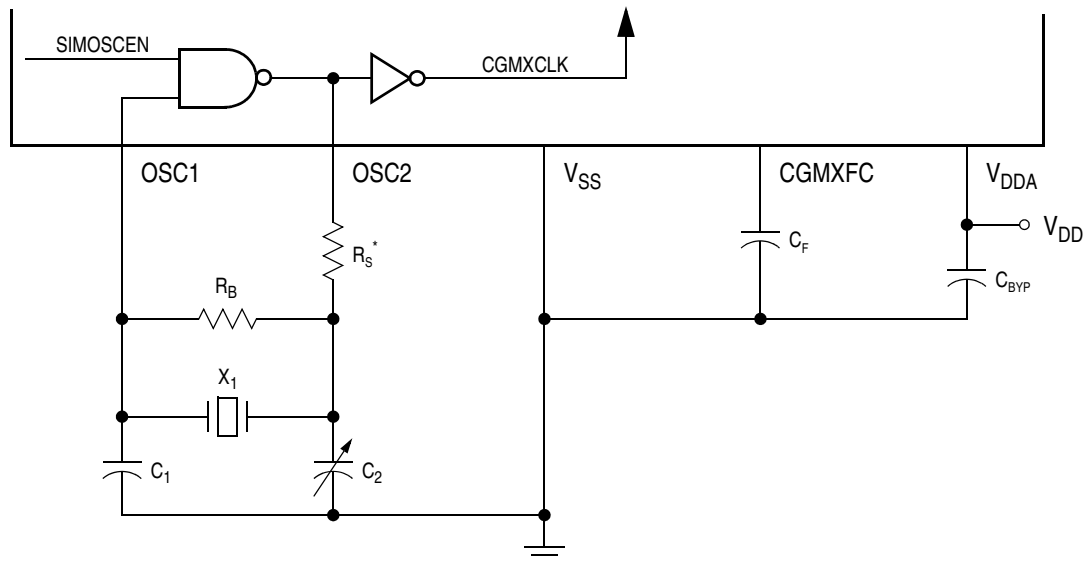 SIMOSCEN
CGMXCLK
OSC1
OSC2
VSS
CGMXFC
VDDA
VDD
RS*
CF
CBYP
RB
X1
C1
C2